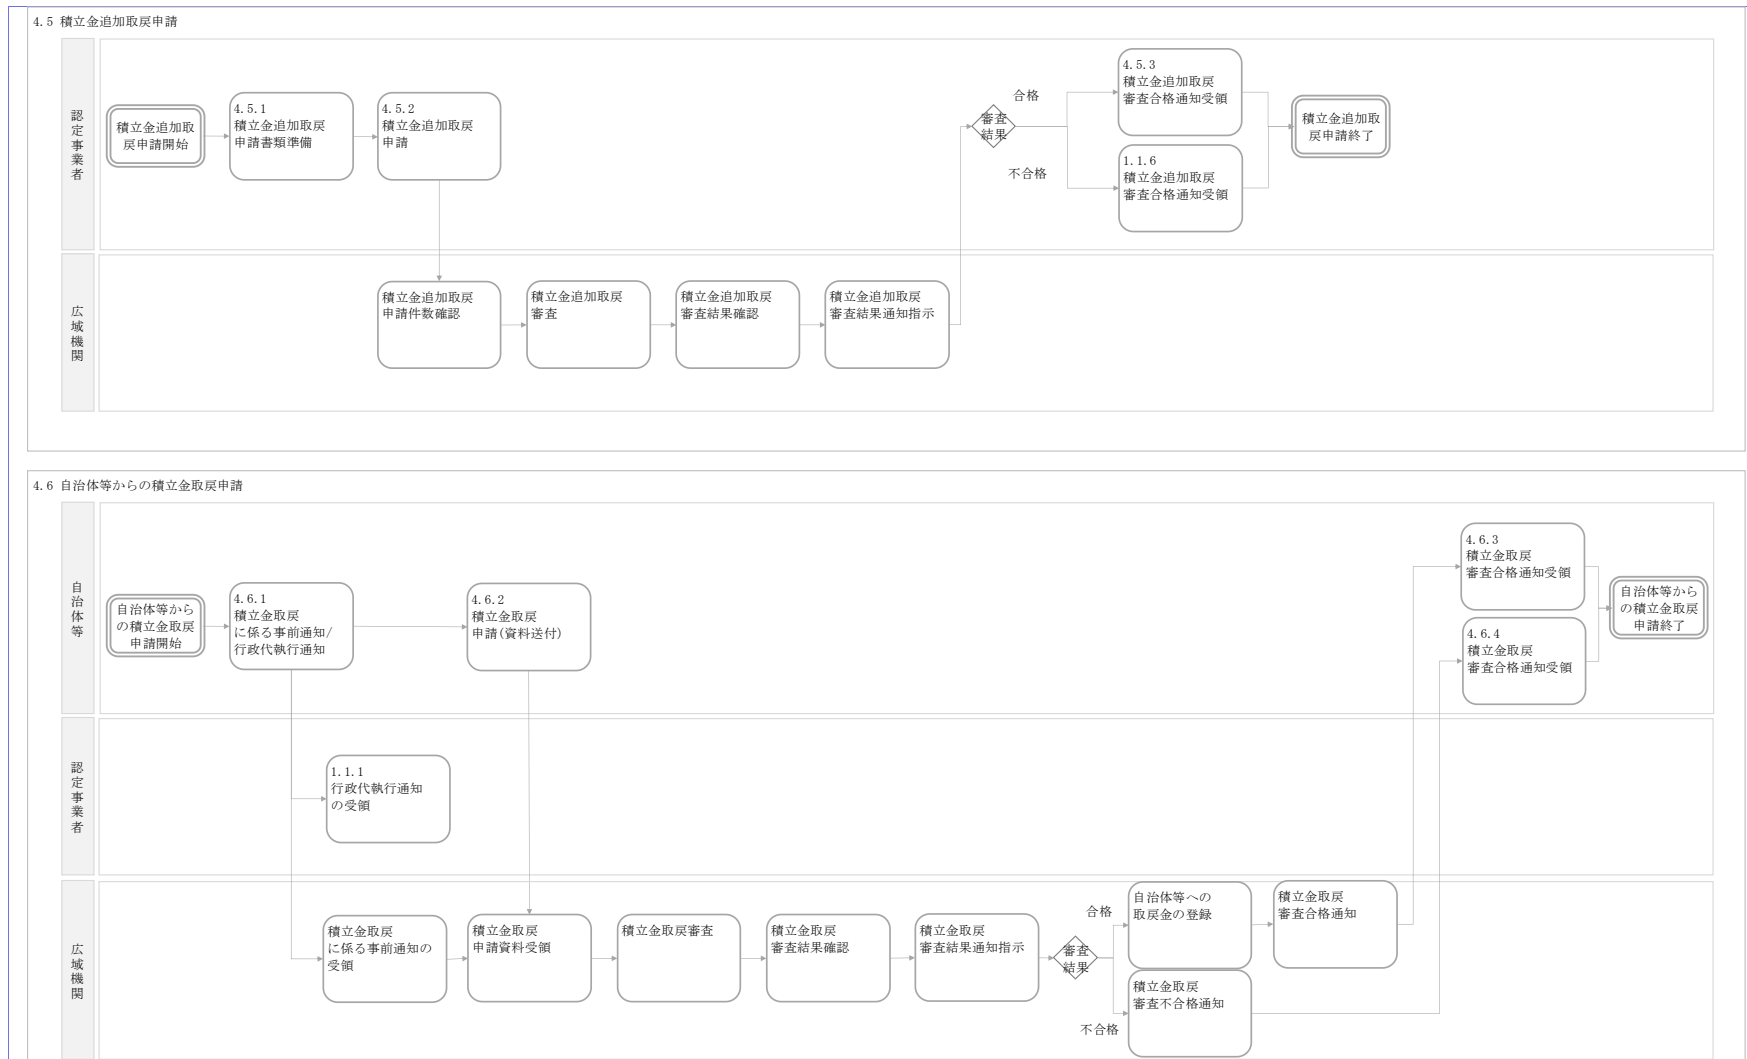 4.5 積立金追加取戻申請
認定事業者
積立金追加取
戻申請開始
4.5.1
積立金追加取戻
申請書類準備
4.5.2
積立金追加取戻
申請
審査
結果
合格
不合格
4.5.3
積立金追加取戻
審査合格通知受領
1.1.6
積立金追加取戻
審査合格通知受領
積立金追加取
戻申請終了
広域機関
積立金追加取戻
申請件数確認
積立金追加取戻
審査
積立金追加取戻
審査結果確認
積立金追加取戻
審査結果通知指示
4.6 自治体等からの積立金取戻申請
自治体等
自治体等から
の積立金取戻
申請開始
4.6.1
積立金取戻
に係る事前通知/
行政代執行通知
4.6.2
積立金取戻
申請(資料送付)
4.6.3
積立金取戻
審査合格通知受領
4.6.4
積立金取戻
審査合格通知受領
自治体等から
の積立金取戻
申請終了
認定事業者
1.1.1
行政代執行通知
の受領
広域機関
積立金取戻
に係る事前通知の
受領
積立金取戻
申請資料受領
積立金取戻審査
積立金取戻
審査結果確認
積立金取戻
審査結果通知指示
審査
結果
合格
不合格
自治体等への
取戻金の登録
積立金取戻
審査合格通知
積立金取戻
審査不合格通知